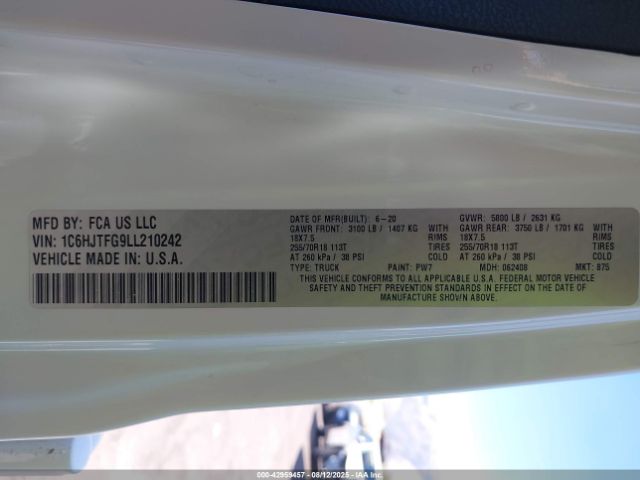 MFD BY: FCA US LLC
VIN: 1C6HJTFG9LL210242
VEHICLE MADE IN: U.S.A.
DATE OF MFR(BUILT): 6-20 GVWR: 5800 LB / 2631 KG
GAWR FRONT: 3100 LB / 1407 KG WITH GAWR REAR: 3750 LB / 1701 KG WITH
18X7.5 RIMS 18X7.5 RIMS
255/70R18 113T TIRES 255/70R18 113T TIRES
AT 260 kPa / 38 PSI COLD AT 260 kPa / 38 PSI COLD
TYPE: TRUCK PAINT: PW7 MDH: 062408 MKT: 875
THIS VEHICLE CONFORMS TO ALL APPLICABLE U.S.A. FEDERAL MOTOR VEHICLE
SAFETY AND THEFT PREVENTION STANDARDS IN EFFECT ON THE DATE OF
MANUFACTURE SHOWN ABOVE.
000-42959457 - 08/12/2025 - WWW.IAAI.COM